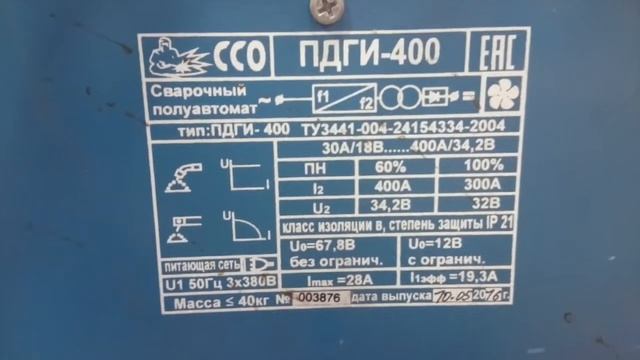 ССО
ПДГИ-400
ЕАС
Сварочный
полуавтомат
f1
f2
тип:ПДГИ- 400 ТУ3441-004-24154334-2004
30А/18В......400А/34,2В
ПН 60% 100%
I2 400А 300А
U2 34,2В 32В
U
I
U
I
класс изоляции в, степень защиты IP 21
U0=67,8В U0=12В
без огранич. с огранич.
питающая сеть
U1 50Гц 3х380В Imax =28А I1эфф =19,3А
Масса ≤ 40кг № 003876 дата выпуска 10-052016г.